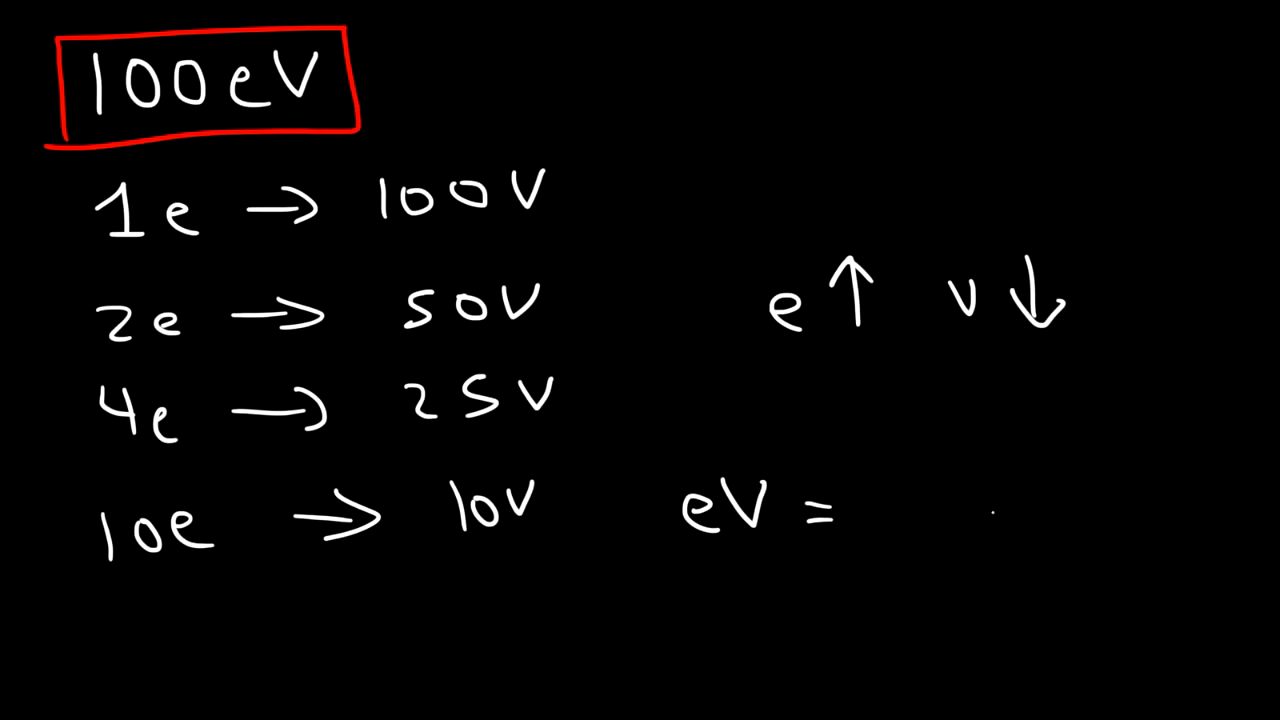 100eV
1e → 100V
2e → 50V
4e → 25V
e ↑ v ↓
10e → 10V
eV =